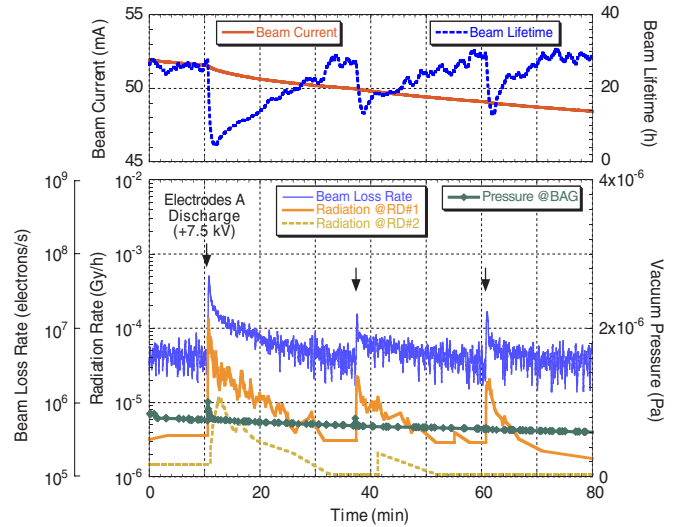 55
50
45
Beam Current (mA)
Beam Current
Beam Lifetime
40
20
0
Beam Lifetime (h)
10⁹
10⁸
10⁷
10⁶
10⁵
Beam Loss Rate (electrons/s)
10⁻²
10⁻³
10⁻⁴
10⁻⁵
10⁻⁶
Radiation Rate (Gy/h)
Electrodes A
Discharge
(+7.5 kV)
Beam Loss Rate
Radiation @RD#1
Radiation @RD#2
Pressure @BAG
4x10⁻⁶
2x10⁻⁶
0
Vacuum Pressure (Pa)
0
20
40
60
80
Time (min)